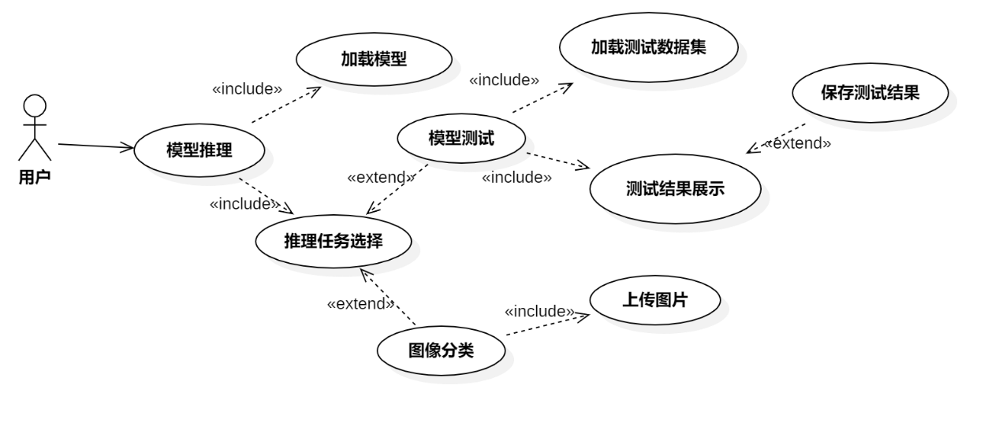 加载测试数据集
加载模型
«include»
保存测试结果
«include»
模型测试
«extend»
模型推理
用户
«extend»
«include»
测试结果展示
«include»
推理任务选择
上传图片
«extend»
«include»
图像分类